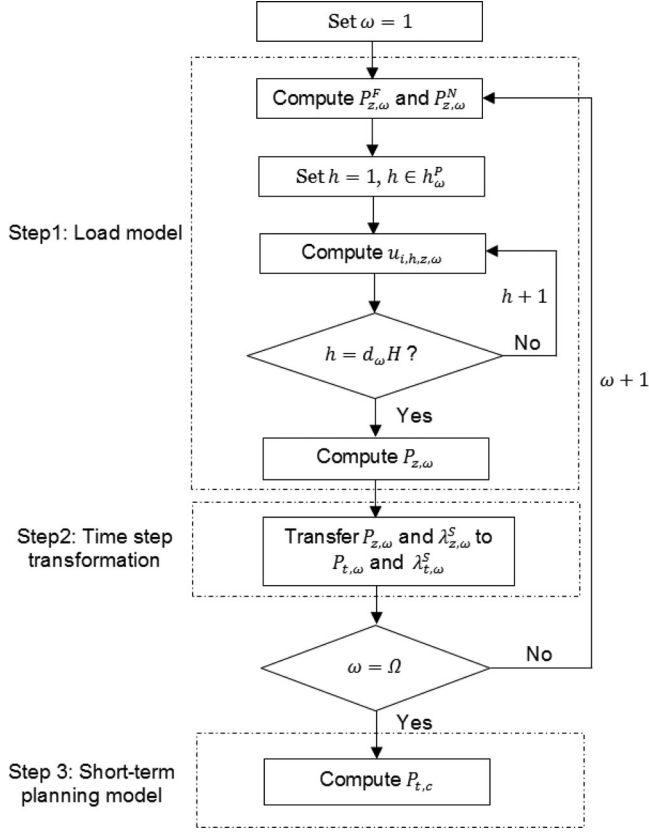 Set ω = 1
Compute P^F_{z,ω} and P^N_{z,ω}
Set h = 1, h ∈ h^P_ω
Step1: Load model
Compute u_{i,h,z,ω}
h + 1
h = d_ω H ?
No
ω + 1
Yes
Compute P_{z,ω}
Step2: Time step
transformation
Transfer P_{z,ω} and λ^S_{z,ω} to
P_{t,ω} and λ^S_{t,ω}
ω = Ω
No
Yes
Step 3: Short-term
planning model
Compute P_{t,c}